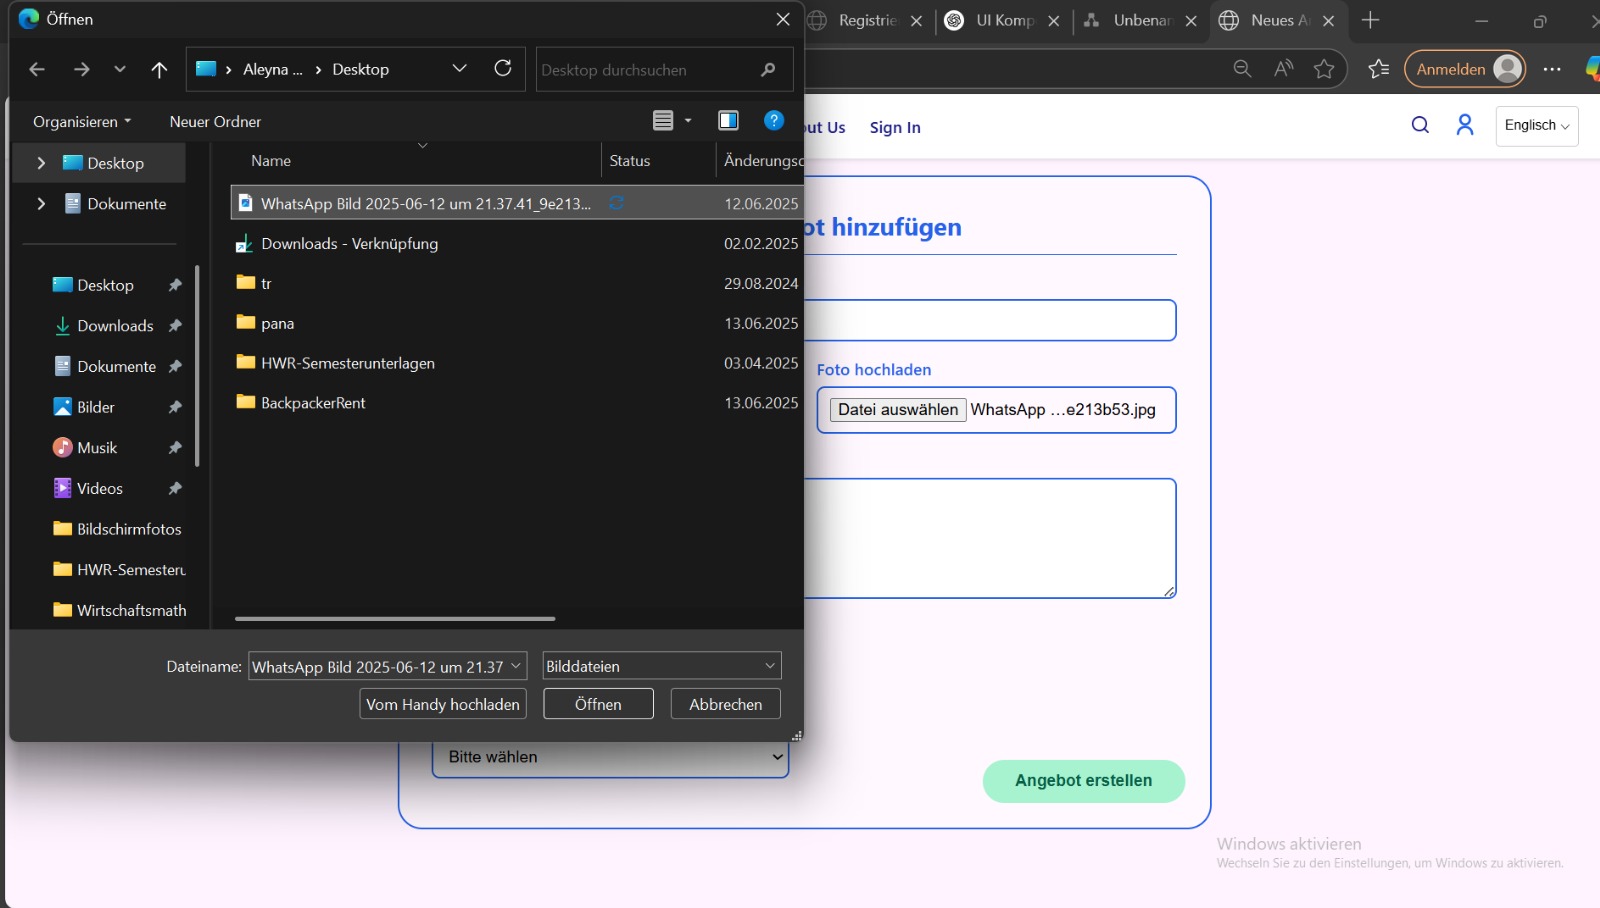 Öffnen
Registrie
UI Komp
Unbenan
Neues A
Aleyna ... > Desktop
Desktop durchsuchen
Anmelden
Organisieren
Neuer Ordner
ut Us
Sign In
Englisch
Desktop
Dokumente
Desktop
Downloads
Dokumente
Bilder
Musik
Videos
Bildschirmfotos
HWR-Semesteru
Wirtschaftsmath
Name
Status
Änderungsd
WhatsApp Bild 2025-06-12 um 21.37.41_9e213...
12.06.2025
Downloads - Verknüpfung
02.02.2025
tr
29.08.2024
pana
13.06.2025
HWR-Semesterunterlagen
03.04.2025
BackpackerRent
13.06.2025
Dateiname:
WhatsApp Bild 2025-06-12 um 21.37
Bilddateien
Vom Handy hochladen
Öffnen
Abbrechen
ot hinzufügen
Foto hochladen
Datei auswählen
WhatsApp ...e213b53.jpg
Bitte wählen
Angebot erstellen
Windows aktivieren
Wechseln Sie zu den Einstellungen, um Windows zu aktivieren.